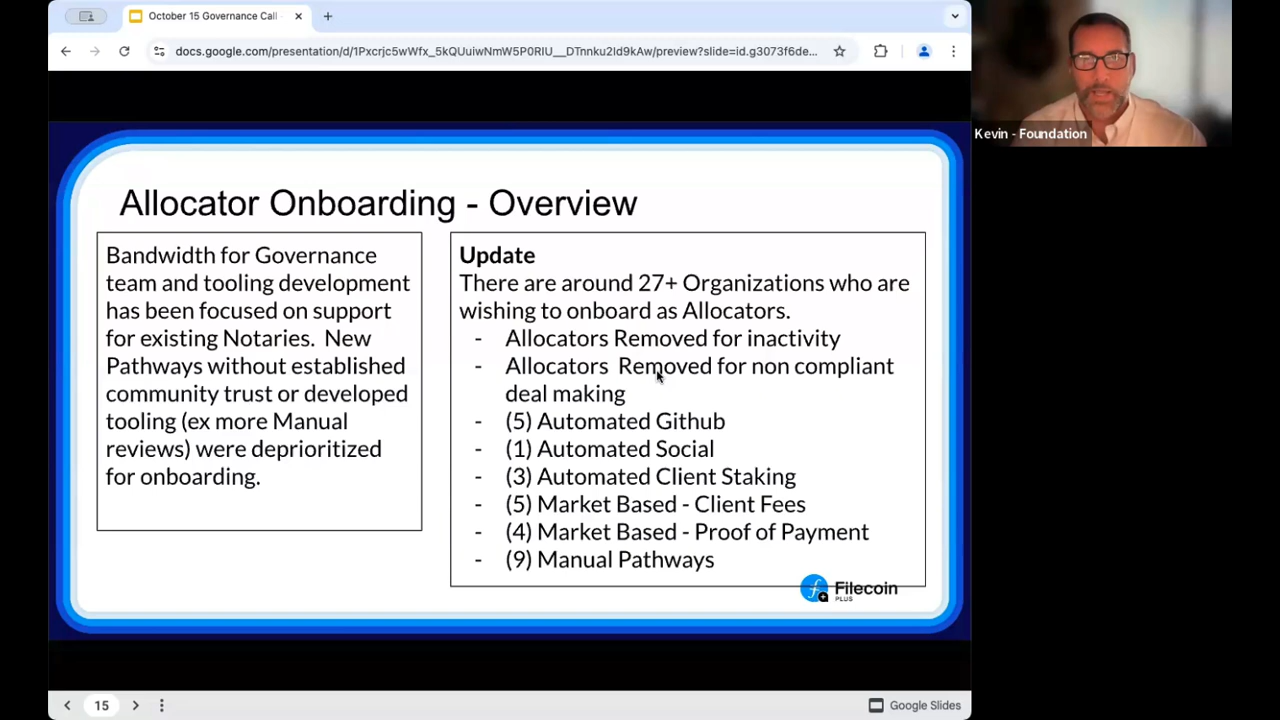 October 15 Governance Call -
docs.google.com/presentation/d/1Pxcrjc5wWfx_5kQUuiwNmW5P0RIU__DTnnku2Id9kAw/preview?slide=id.g3073f6de...
Kevin - Foundation
Allocator Onboarding - Overview
Bandwidth for Governance
team and tooling development
has been focused on support
for existing Notaries. New
Pathways without established
community trust or developed
tooling (ex more Manual
reviews) were deprioritized
for onboarding.
Update
There are around 27+ Organizations who are
wishing to onboard as Allocators.
- Allocators Removed for inactivity
- Allocators Removed for non compliant
deal making
- (5) Automated Github
- (1) Automated Social
- (3) Automated Client Staking
- (5) Market Based - Client Fees
- (4) Market Based - Proof of Payment
- (9) Manual Pathways
Filecoin
PLUS
15
Google Slides